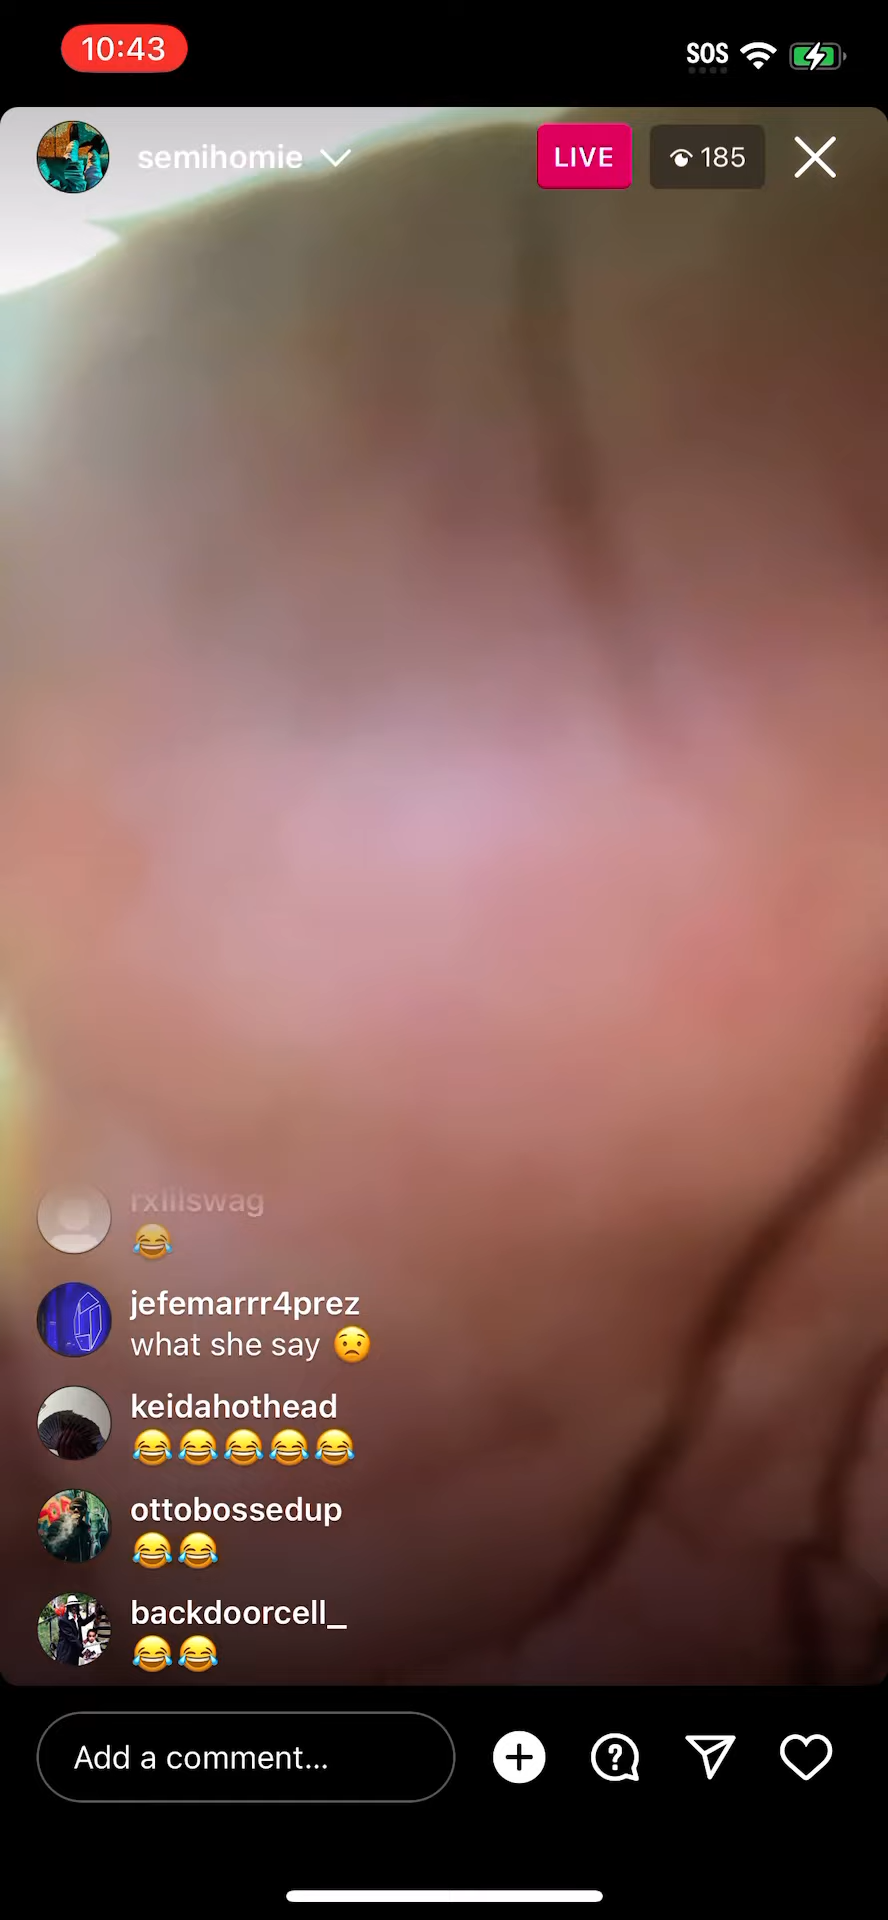 10:43
SOS
semihomie
LIVE
185
rxlilswag
😂
jefemarrr4prez
what she say 😟
keidahothead
😂😂😂😂😂
ottobossedup
😂😂
backdoorcell_
😂😂
Add a comment...